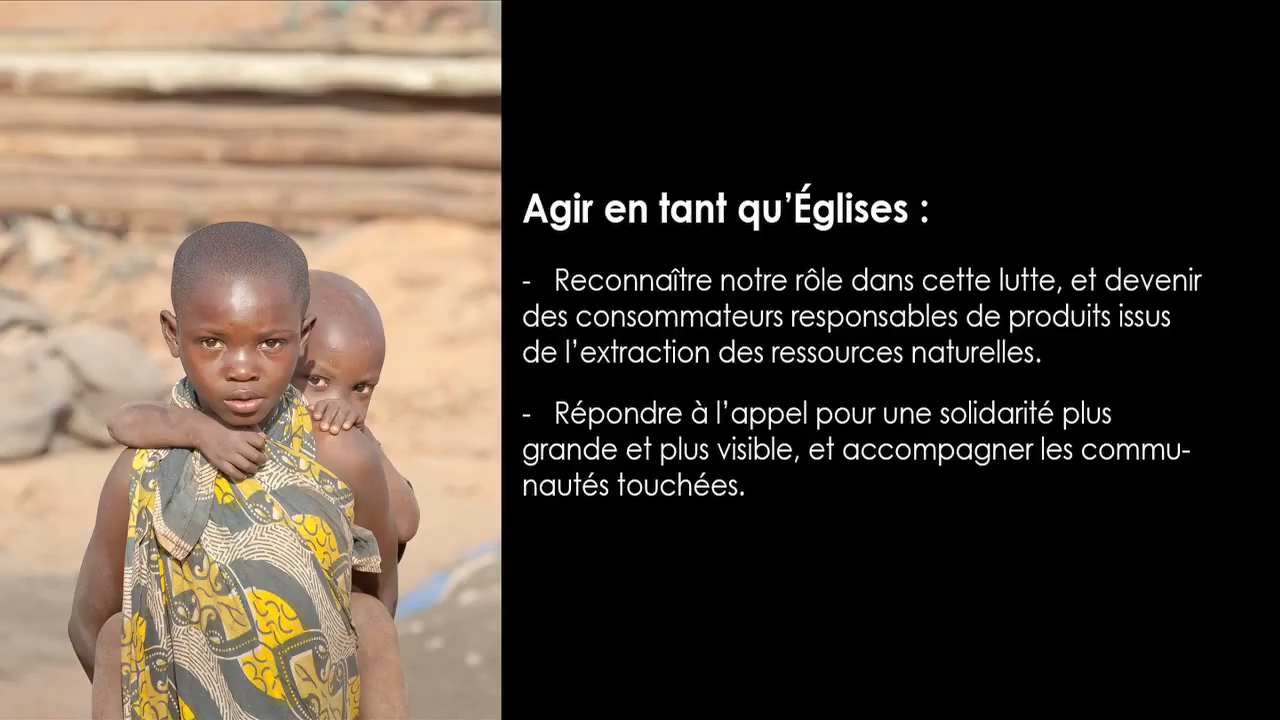 Agir en tant qu’Églises :
- Reconnaître notre rôle dans cette lutte, et devenir
des consommateurs responsables de produits issus
de l’extraction des ressources naturelles.
- Répondre à l’appel pour une solidarité plus
grande et plus visible, et accompagner les commu-
nautés touchées.